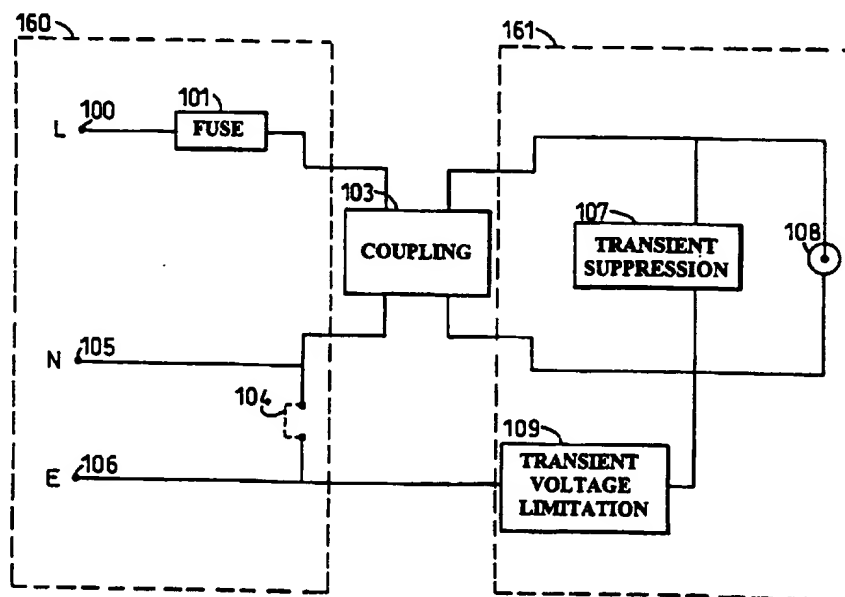 160
161
100
L
101
FUSE
103
COUPLING
107
TRANSIENT
SUPPRESSION
108
105
N
104
109
TRANSIENT
VOLTAGE
LIMITATION
106
E